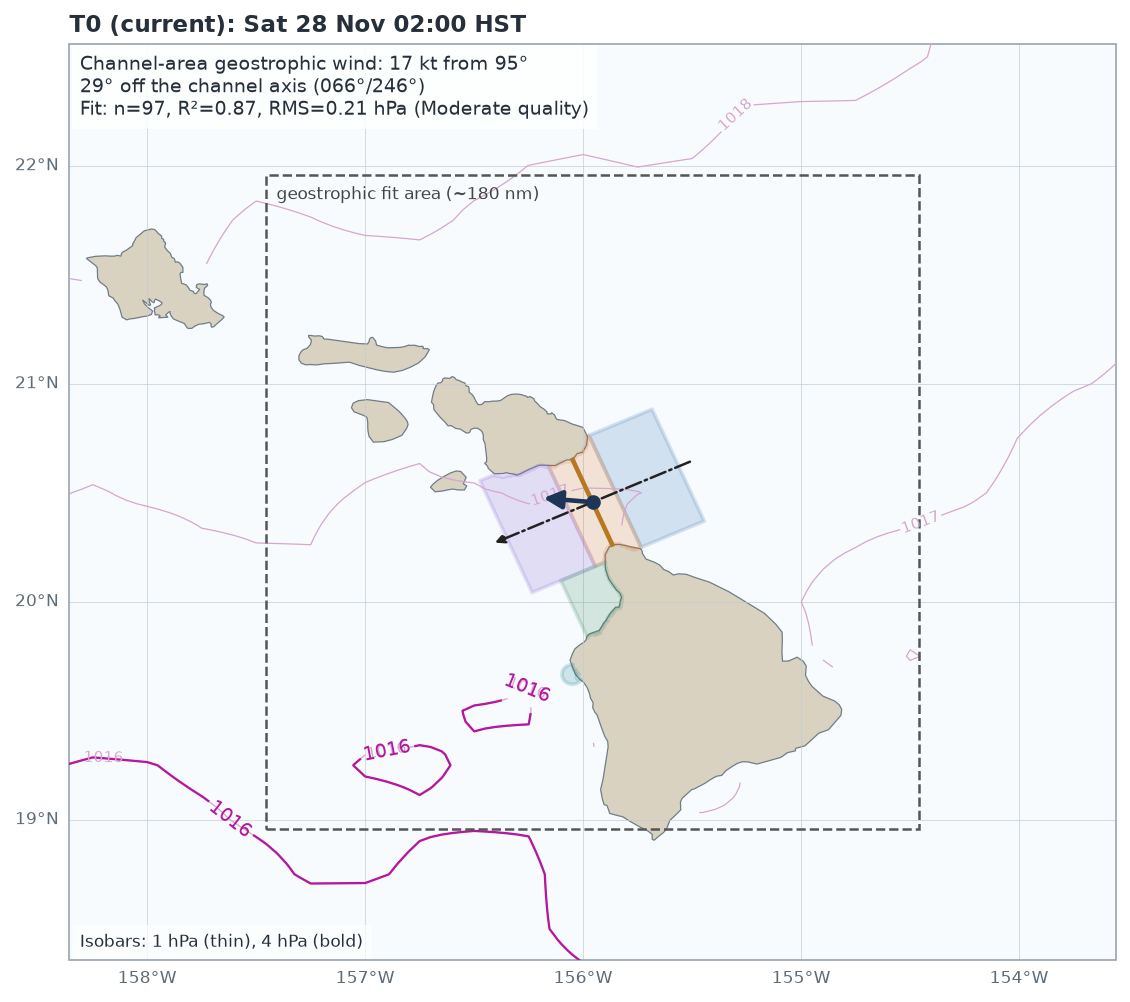 T0 (current): Sat 28 Nov 02:00 HST
Channel-area geostrophic wind: 17 kt from 95°
29° off the channel axis (066°/246°)
Fit: n=97, R²=0.87, RMS=0.21 hPa (Moderate quality)
1018
22°N
geostrophic fit area (~180 nm)
21°N
1017
1017
20°N
1016
1016
1016
1016
19°N
Isobars: 1 hPa (thin), 4 hPa (bold)
158°W
157°W
156°W
155°W
154°W